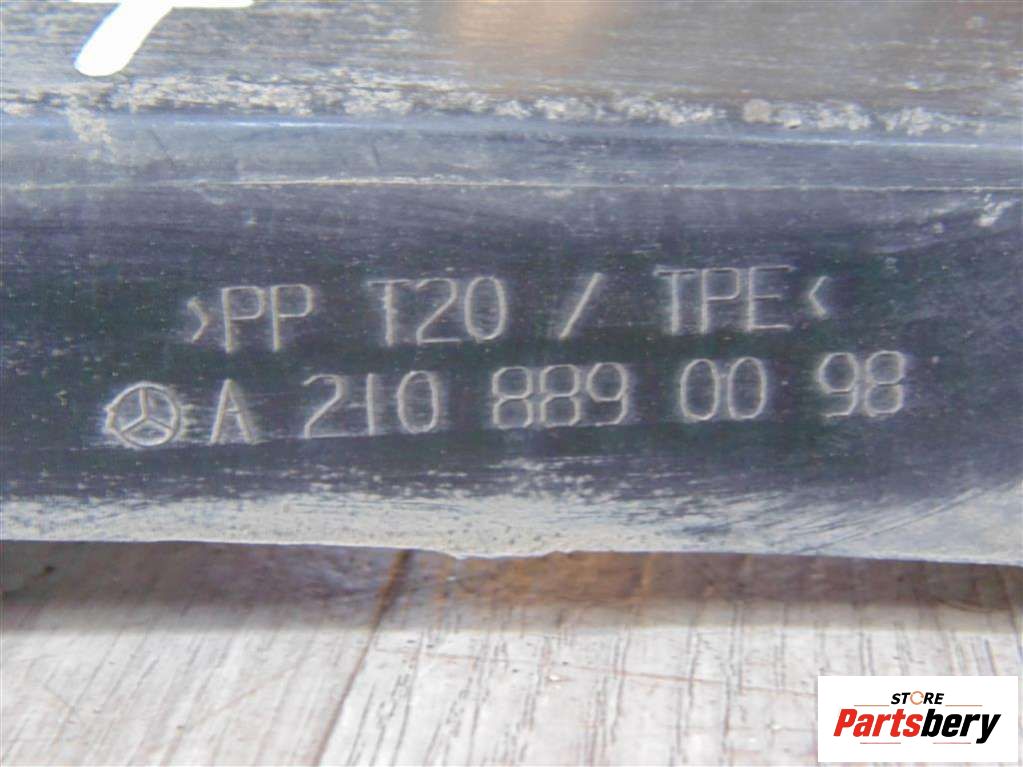 >PP T20 / TPE<
A 210 889 00 98
STORE
Partsbery